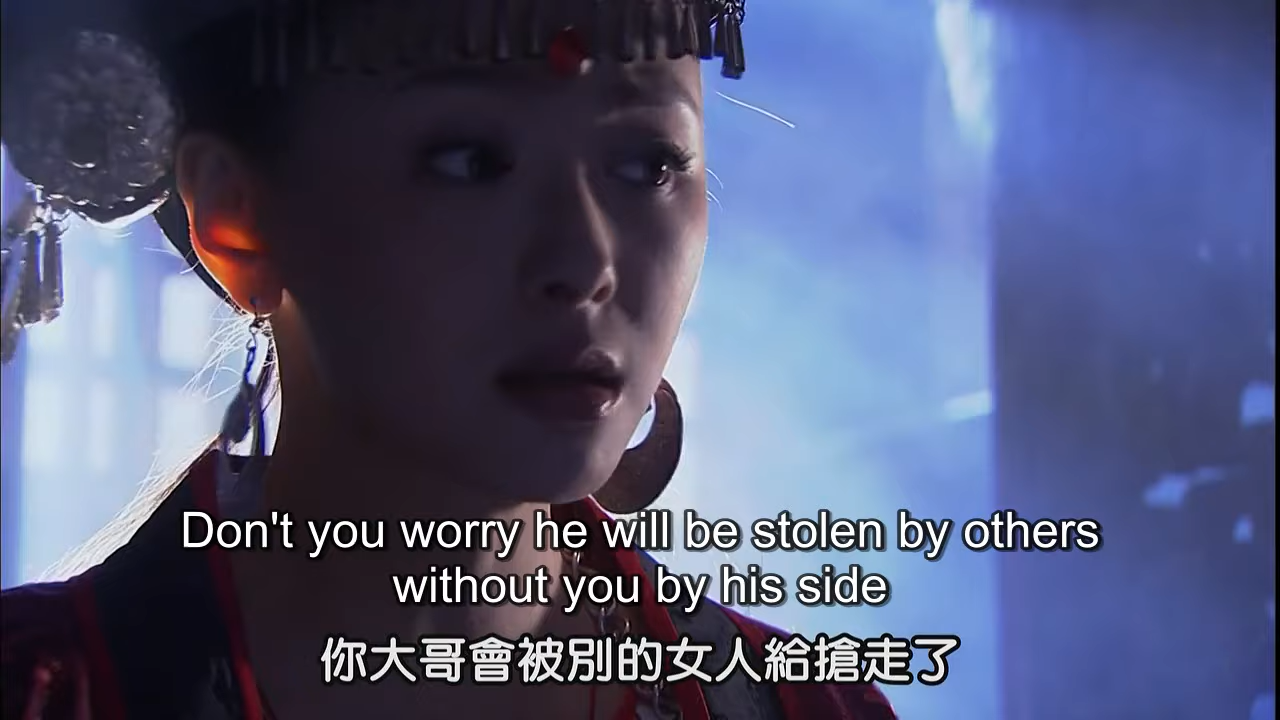 Don't you worry he will be stolen by others
without you by his side
你大哥會被別的女人給搶走了